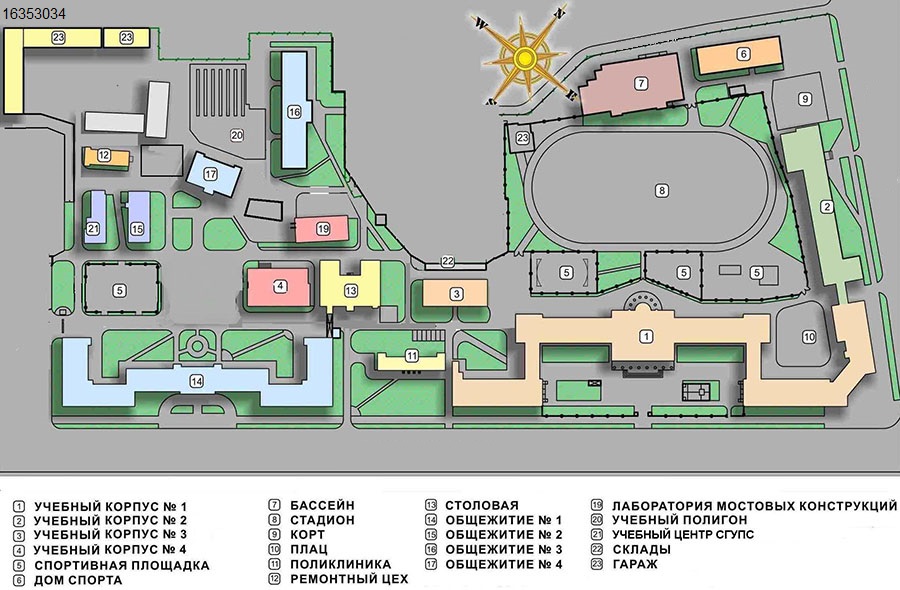 16353034
W N
S E
23 23
7 6
9
16
20
23
12
17
8
2
21 15
19
22
5 5 5 5
4 13 3
1 10
11
14
1 УЧЕБНЫЙ КОРПУС № 1
2 УЧЕБНЫЙ КОРПУС № 2
3 УЧЕБНЫЙ КОРПУС № 3
4 УЧЕБНЫЙ КОРПУС № 4
5 СПОРТИВНАЯ ПЛОЩАДКА
6 ДОМ СПОРТА
7 БАССЕЙН
8 СТАДИОН
9 КОРТ
10 ПЛАЦ
11 ПОЛИКЛИНИКА
12 РЕМОНТНЫЙ ЦЕХ
13 СТОЛОВАЯ
14 ОБЩЕЖИТИЕ № 1
15 ОБЩЕЖИТИЕ № 2
16 ОБЩЕЖИТИЕ № 3
17 ОБЩЕЖИТИЕ № 4
19 ЛАБОРАТОРИЯ МОСТОВЫХ КОНСТРУКЦИЙ
20 УЧЕБНЫЙ ПОЛИГОН
21 УЧЕБНЫЙ ЦЕНТР СГУПС
22 СКЛАДЫ
23 ГАРАЖ